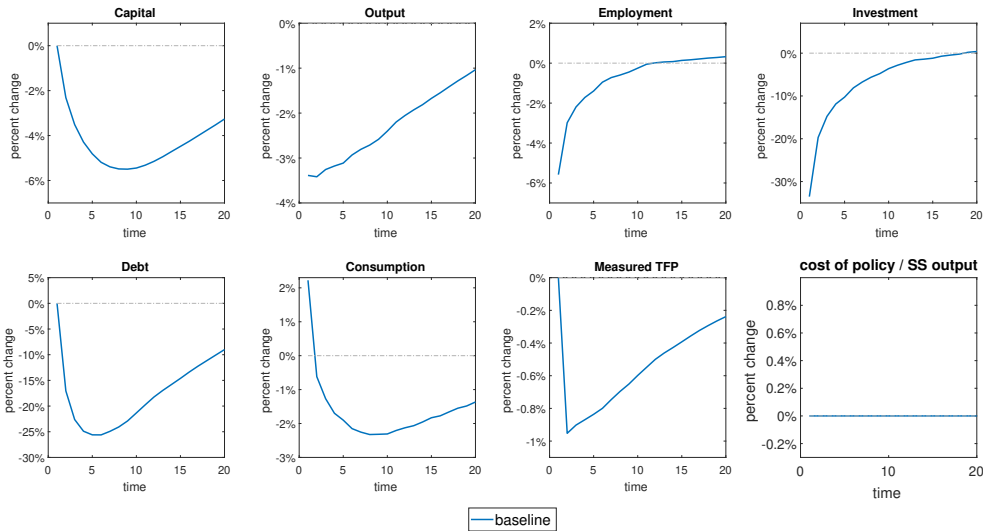 Capital
0%
-2%
-4%
-6%
percent change
0 5 10 15 20
time
Output
0%
-1%
-2%
-3%
-4%
percent change
0 5 10 15 20
time
Employment
2%
0%
-2%
-4%
-6%
percent change
0 5 10 15 20
time
Investment
0%
-10%
-20%
-30%
percent change
0 5 10 15 20
time
Debt
5%
0%
-5%
-10%
-15%
-20%
-25%
-30%
percent change
0 5 10 15 20
time
Consumption
2%
1%
0%
-1%
-2%
-3%
percent change
0 5 10 15 20
time
Measured TFP
0%
-0.2%
-0.4%
-0.6%
-0.8%
-1%
percent change
0 5 10 15 20
time
cost of policy / SS output
0.8%
0.6%
0.4%
0.2%
0%
-0.2%
percent change
0 10 20
time
baseline